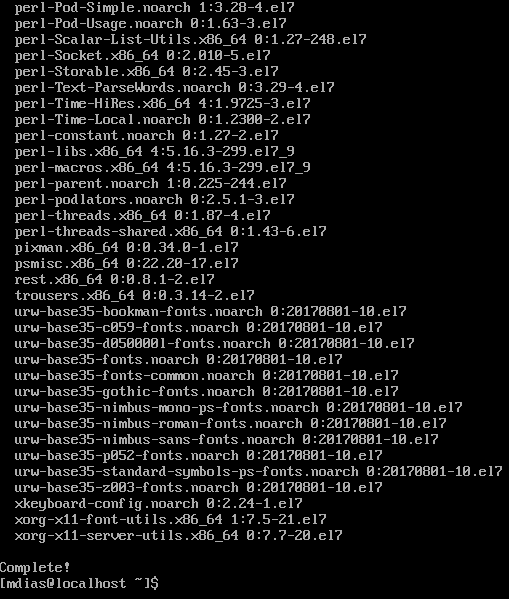 perl-Pod-Simple.noarch 1:3.28-4.el7
perl-Pod-Usage.noarch 0:1.63-3.el7
perl-Scalar-List-Utils.x86_64 0:1.27-248.el7
perl-Socket.x86_64 0:2.010-5.el7
perl-Storable.x86_64 0:2.45-3.el7
perl-Text-ParseWords.noarch 0:3.29-4.el7
perl-Time-HiRes.x86_64 4:1.9725-3.el7
perl-Time-Local.noarch 0:1.2300-2.el7
perl-constant.noarch 0:1.27-2.el7
perl-libs.x86_64 4:5.16.3-299.el7_9
perl-macros.x86_64 4:5.16.3-299.el7_9
perl-parent.noarch 1:0.225-244.el7
perl-podlators.noarch 0:2.5.1-3.el7
perl-threads.x86_64 0:1.87-4.el7
perl-threads-shared.x86_64 0:1.43-6.el7
pixman.x86_64 0:0.34.0-1.el7
psmisc.x86_64 0:22.20-17.el7
rest.x86_64 0:0.8.1-2.el7
trousers.x86_64 0:0.3.14-2.el7
urw-base35-bookman-fonts.noarch 0:20170801-10.el7
urw-base35-c059-fonts.noarch 0:20170801-10.el7
urw-base35-d050000l-fonts.noarch 0:20170801-10.el7
urw-base35-fonts.noarch 0:20170801-10.el7
urw-base35-fonts-common.noarch 0:20170801-10.el7
urw-base35-gothic-fonts.noarch 0:20170801-10.el7
urw-base35-nimbus-mono-ps-fonts.noarch 0:20170801-10.el7
urw-base35-nimbus-roman-fonts.noarch 0:20170801-10.el7
urw-base35-nimbus-sans-fonts.noarch 0:20170801-10.el7
urw-base35-p052-fonts.noarch 0:20170801-10.el7
urw-base35-standard-symbols-ps-fonts.noarch 0:20170801-10.el7
urw-base35-z003-fonts.noarch 0:20170801-10.el7
xkeyboard-config.noarch 0:2.24-1.el7
xorg-x11-font-utils.x86_64 1:7.5-21.el7
xorg-x11-server-utils.x86_64 0:7.7-20.el7
Complete!
[mdias@localhost ~]$